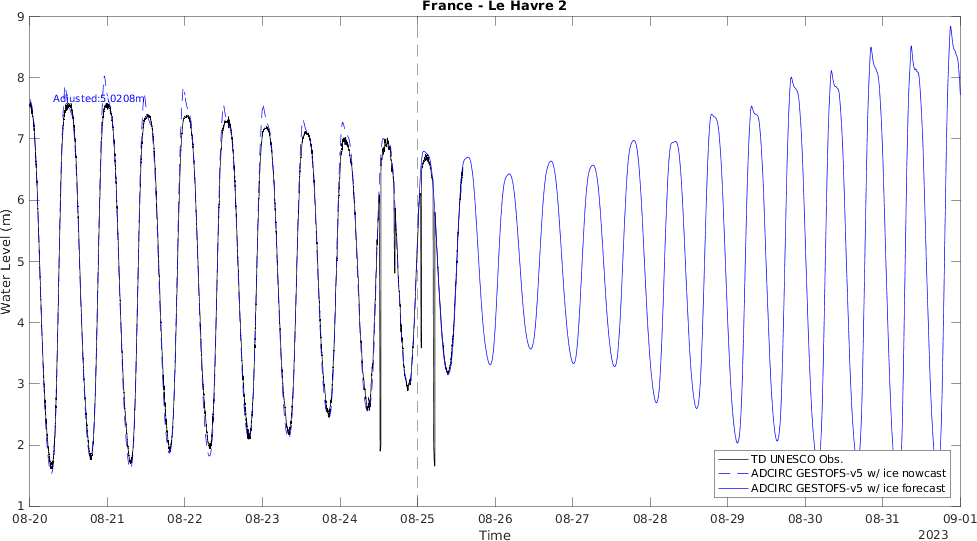 France - Le Havre 2
9
8
7
6
5
4
3
2
1
Water Level (m)
Adjusted:5.0208m
TD UNESCO Obs.
ADCIRC GESTOFS-v5 w/ ice nowcast
ADCIRC GESTOFS-v5 w/ ice forecast
08-20 08-21 08-22 08-23 08-24 08-25 08-26 08-27 08-28 08-29 08-30 08-31 09-01
Time
2023